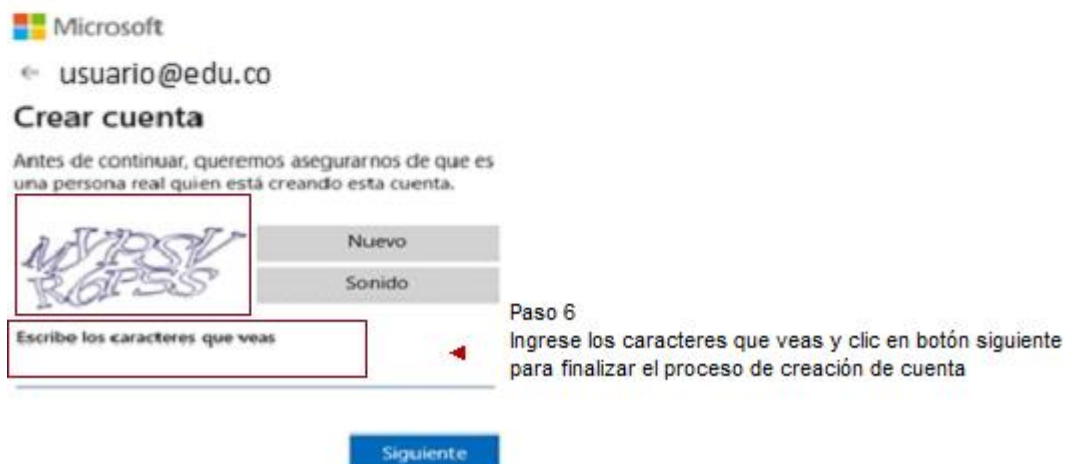 Microsoft
← usuario@edu.co
Crear cuenta
Antes de continuar, queremos asegurarnos de que es
una persona real quien está creando esta cuenta.
Nuevo
Sonido
Escribe los caracteres que veas
Paso 6
Ingrese los caracteres que veas y clic en botón siguiente
para finalizar el proceso de creación de cuenta
Siguiente